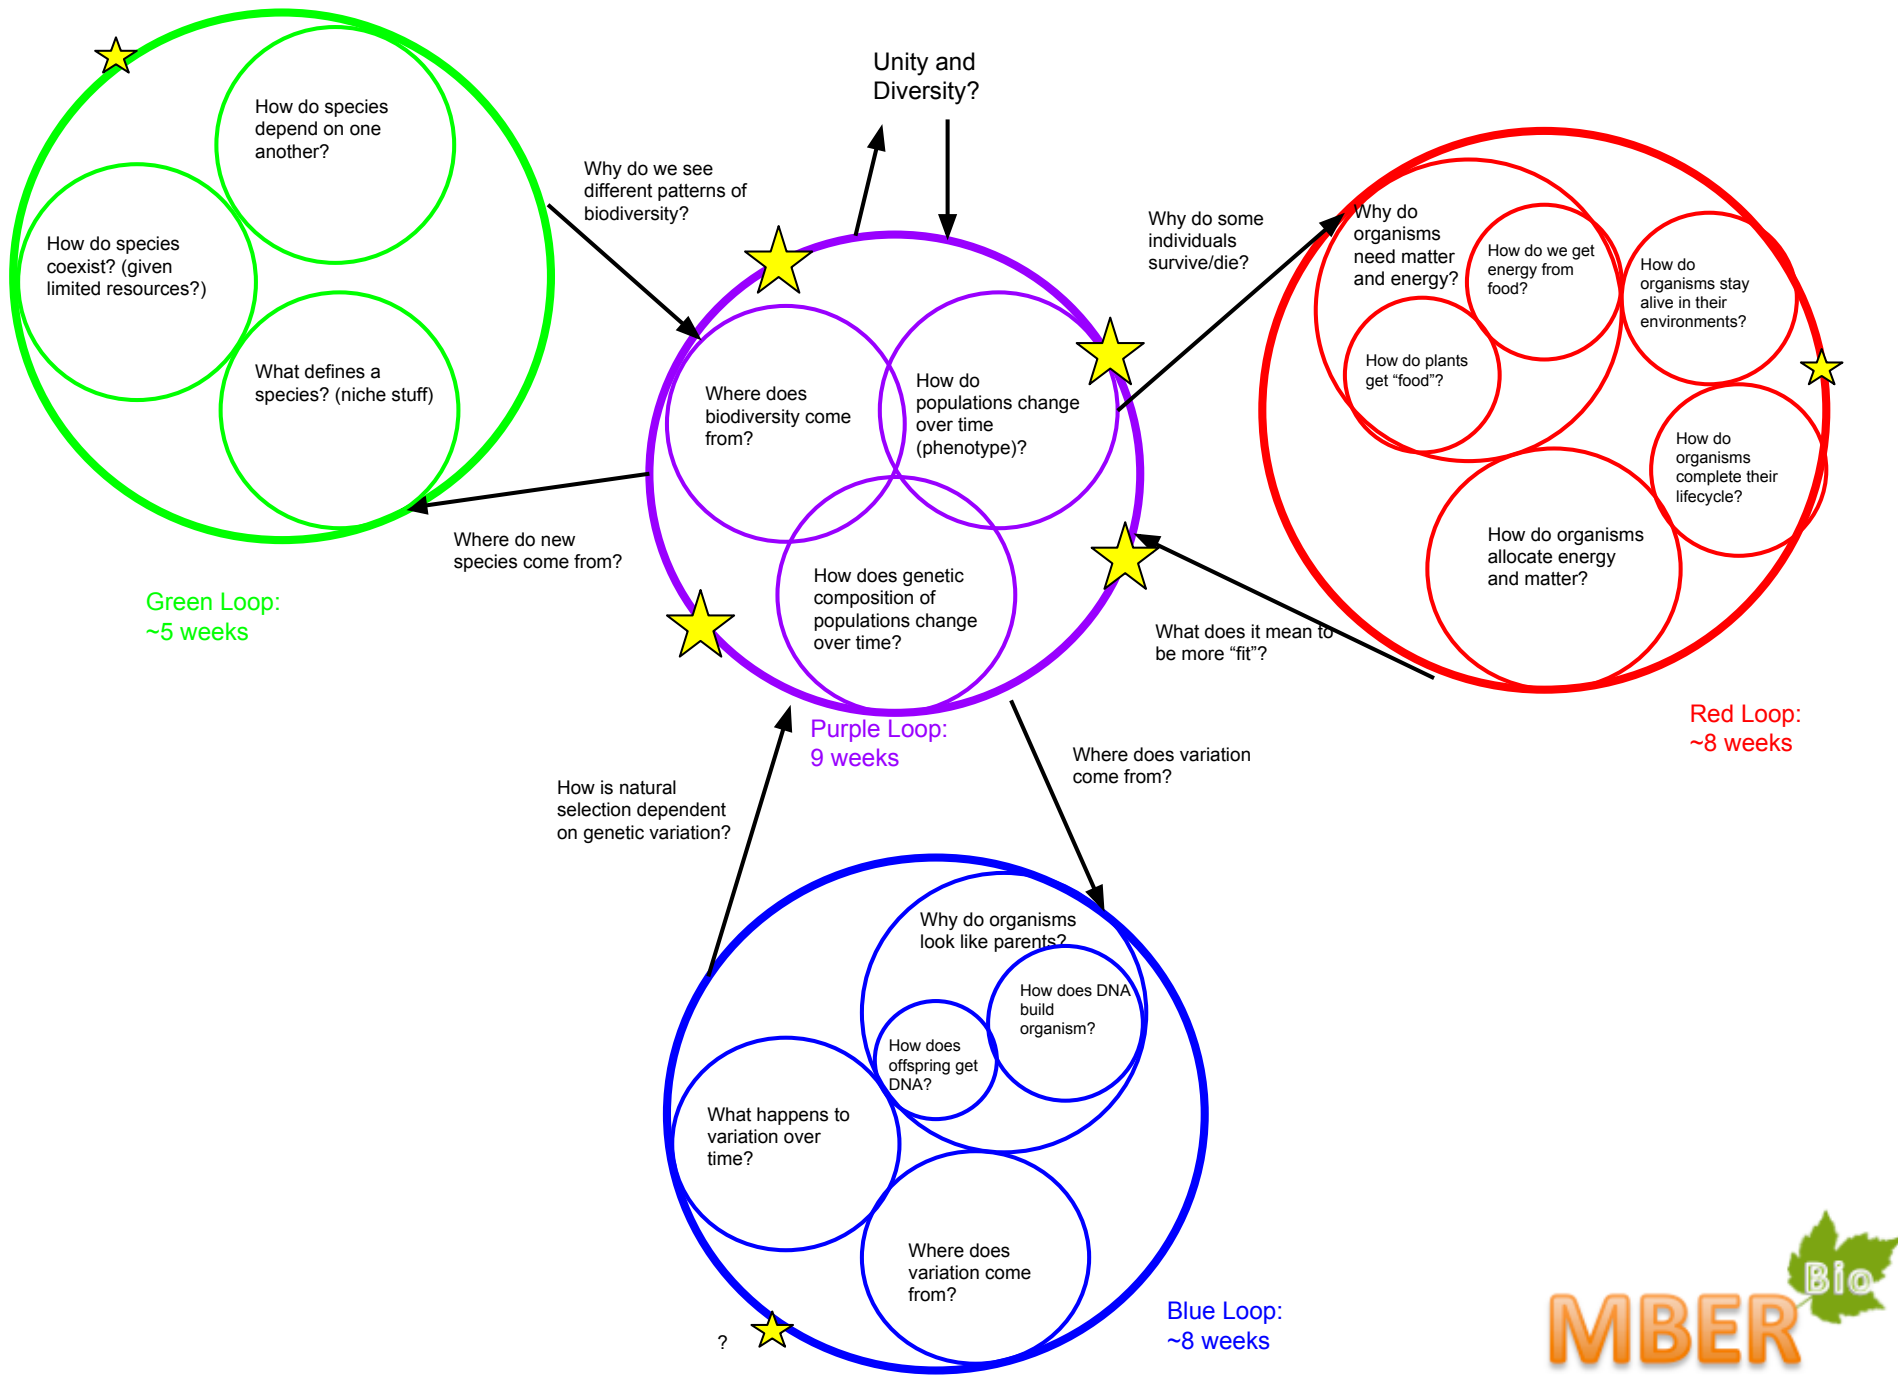 Unity and
Diversity?
How do species
depend on one
another?
How do species
coexist? (given
limited resources?)
What defines a
species? (niche stuff)
Green Loop:
~5 weeks
Why do we see
different patterns of
biodiversity?
Where do new
species come from?
Where does
biodiversity come
from?
How do
populations change
over time
(phenotype)?
How does genetic
composition of
populations change
over time?
Purple Loop:
9 weeks
Why do some
individuals
survive/die?
What does it mean to
be more “fit”?
Why do
organisms
need matter
and energy?
How do we get
energy from
food?
How do plants
get “food”?
How do
organisms stay
alive in their
environments?
How do
organisms
complete their
lifecycle?
How do organisms
allocate energy
and matter?
Red Loop:
~8 weeks
How is natural
selection dependent
on genetic variation?
Where does variation
come from?
Why do organisms
look like parents?
How does DNA
build
organism?
How does
offspring get
DNA?
What happens to
variation over
time?
Where does
variation come
from?
?
Blue Loop:
~8 weeks
Bio
MBER